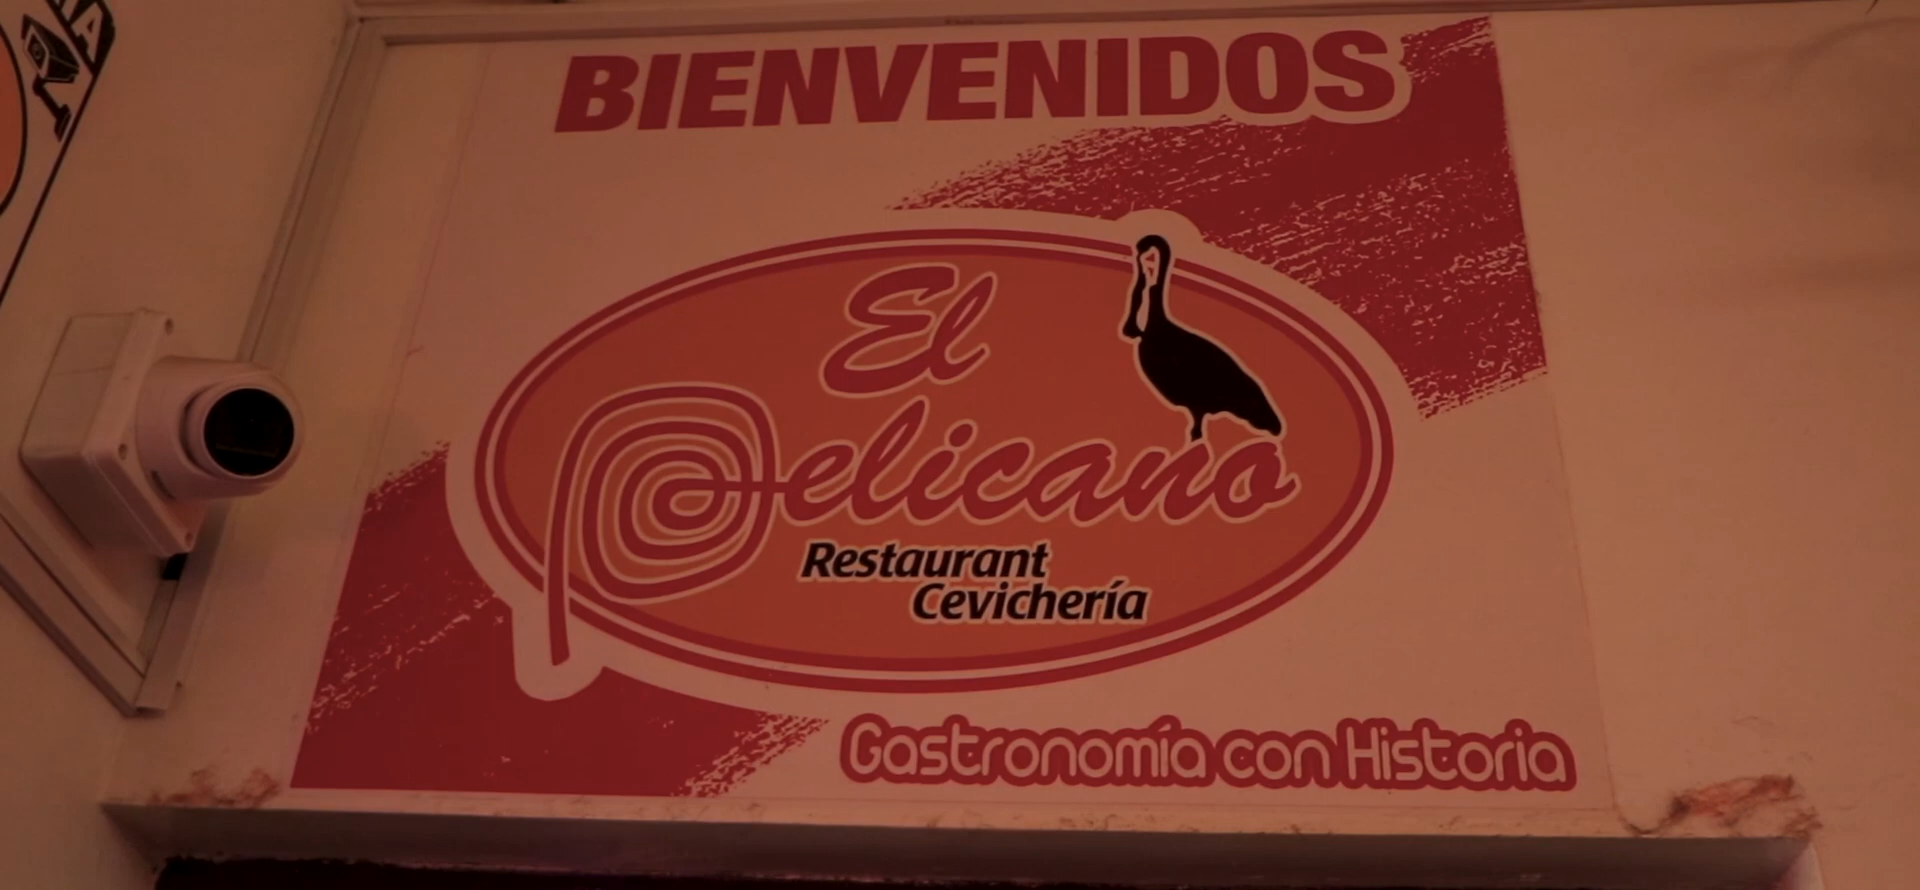 BIENVENIDOS
El
Pelicano
Restaurant
Cevichería
Gastronomía con Historia